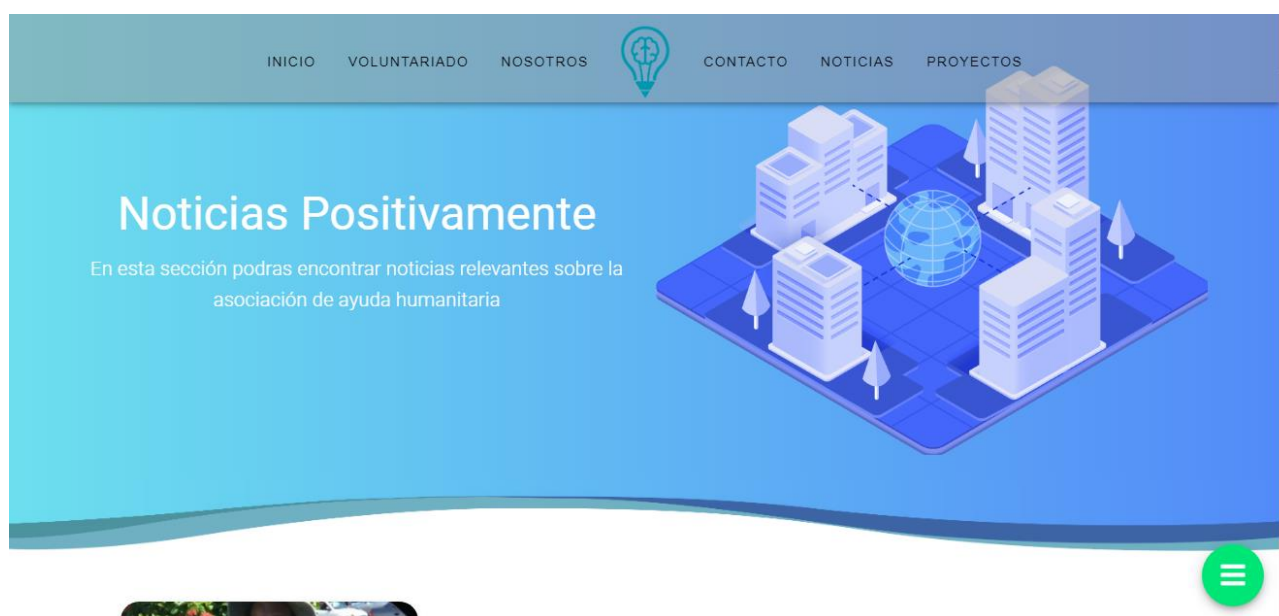 INICIO VOLUNTARIADO NOSOTROS CONTACTO NOTICIAS PROYECTOS
Noticias Positivamente
En esta sección podras encontrar noticias relevantes sobre la
asociación de ayuda humanitaria